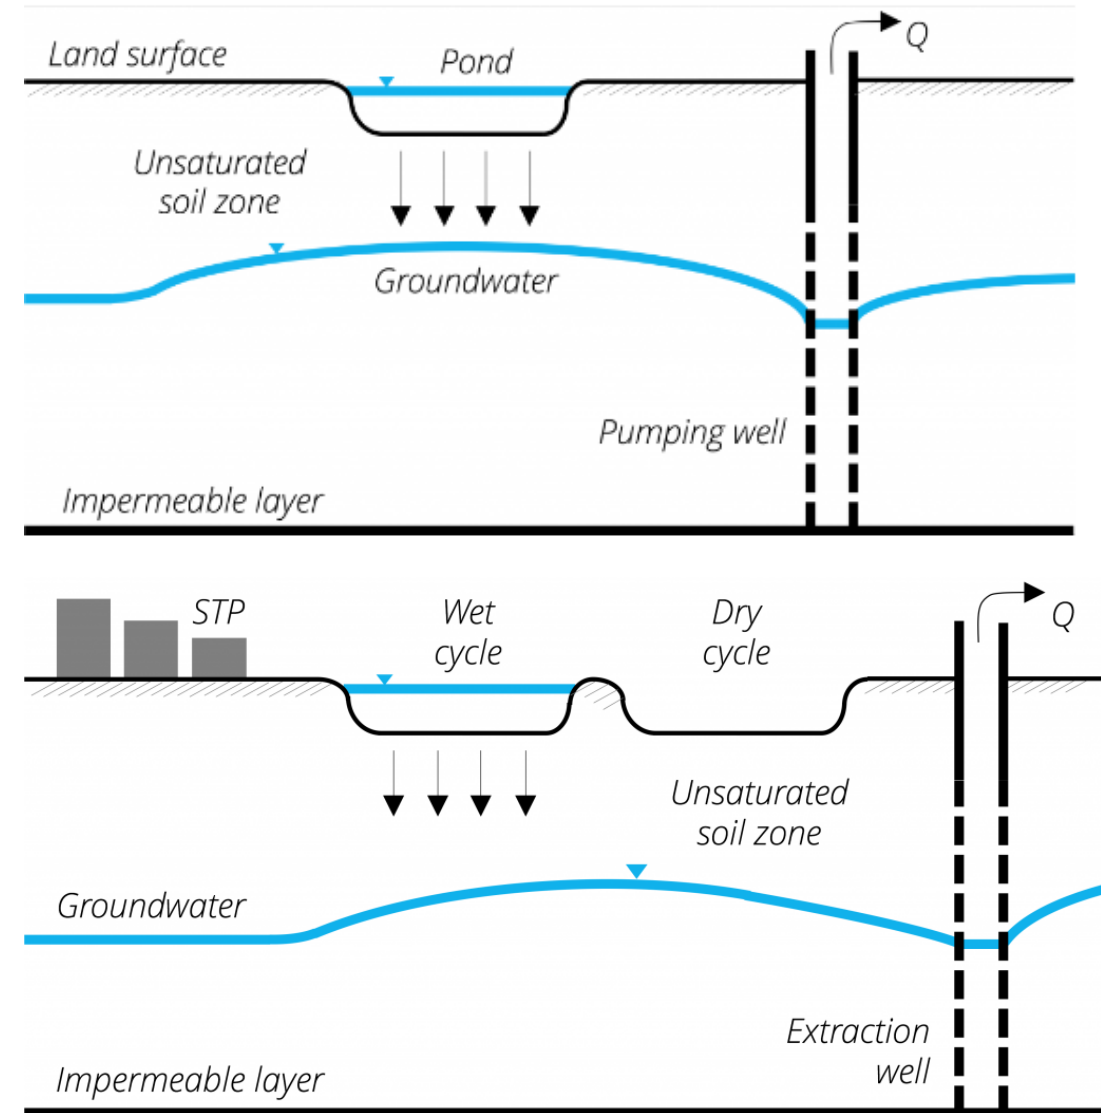 Land surface
Pond
Q
Unsaturated
soil zone
Groundwater
Pumping well
Impermeable layer
STP
Wet
cycle
Dry
cycle
Q
Unsaturated
soil zone
Groundwater
Extraction
well
Impermeable layer